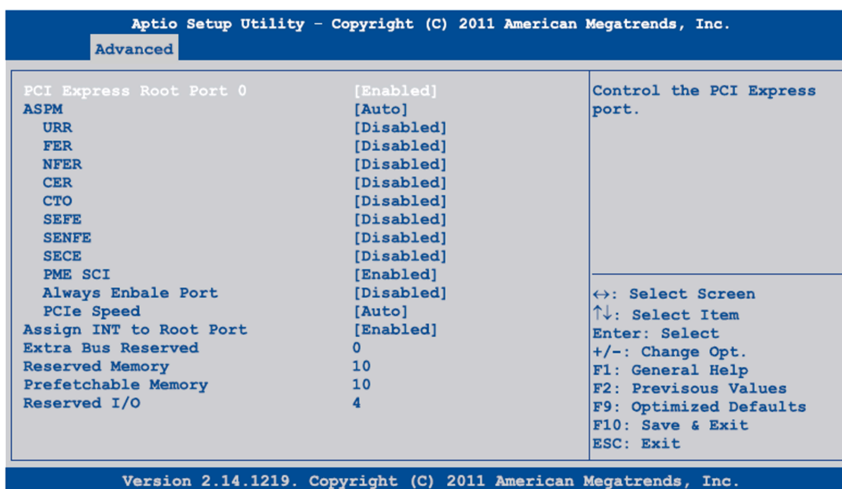 Aptio Setup Utility – Copyright (C) 2011 American Megatrends, Inc.
Advanced
PCI Express Root Port 0 [Enabled]
ASPM [Auto]
URR [Disabled]
FER [Disabled]
NFER [Disabled]
CER [Disabled]
CTO [Disabled]
SEFE [Disabled]
SENFE [Disabled]
SECE [Disabled]
PME SCI [Enabled]
Always Enbale Port [Disabled]
PCIe Speed [Auto]
Assign INT to Root Port [Enabled]
Extra Bus Reserved 0
Reserved Memory 10
Prefetchable Memory 10
Reserved I/O 4
Control the PCI Express
port.
↔: Select Screen
↑↓: Select Item
Enter: Select
+/-: Change Opt.
F1: General Help
F2: Previsous Values
F9: Optimized Defaults
F10: Save & Exit
ESC: Exit
Version 2.14.1219. Copyright (C) 2011 American Megatrends, Inc.